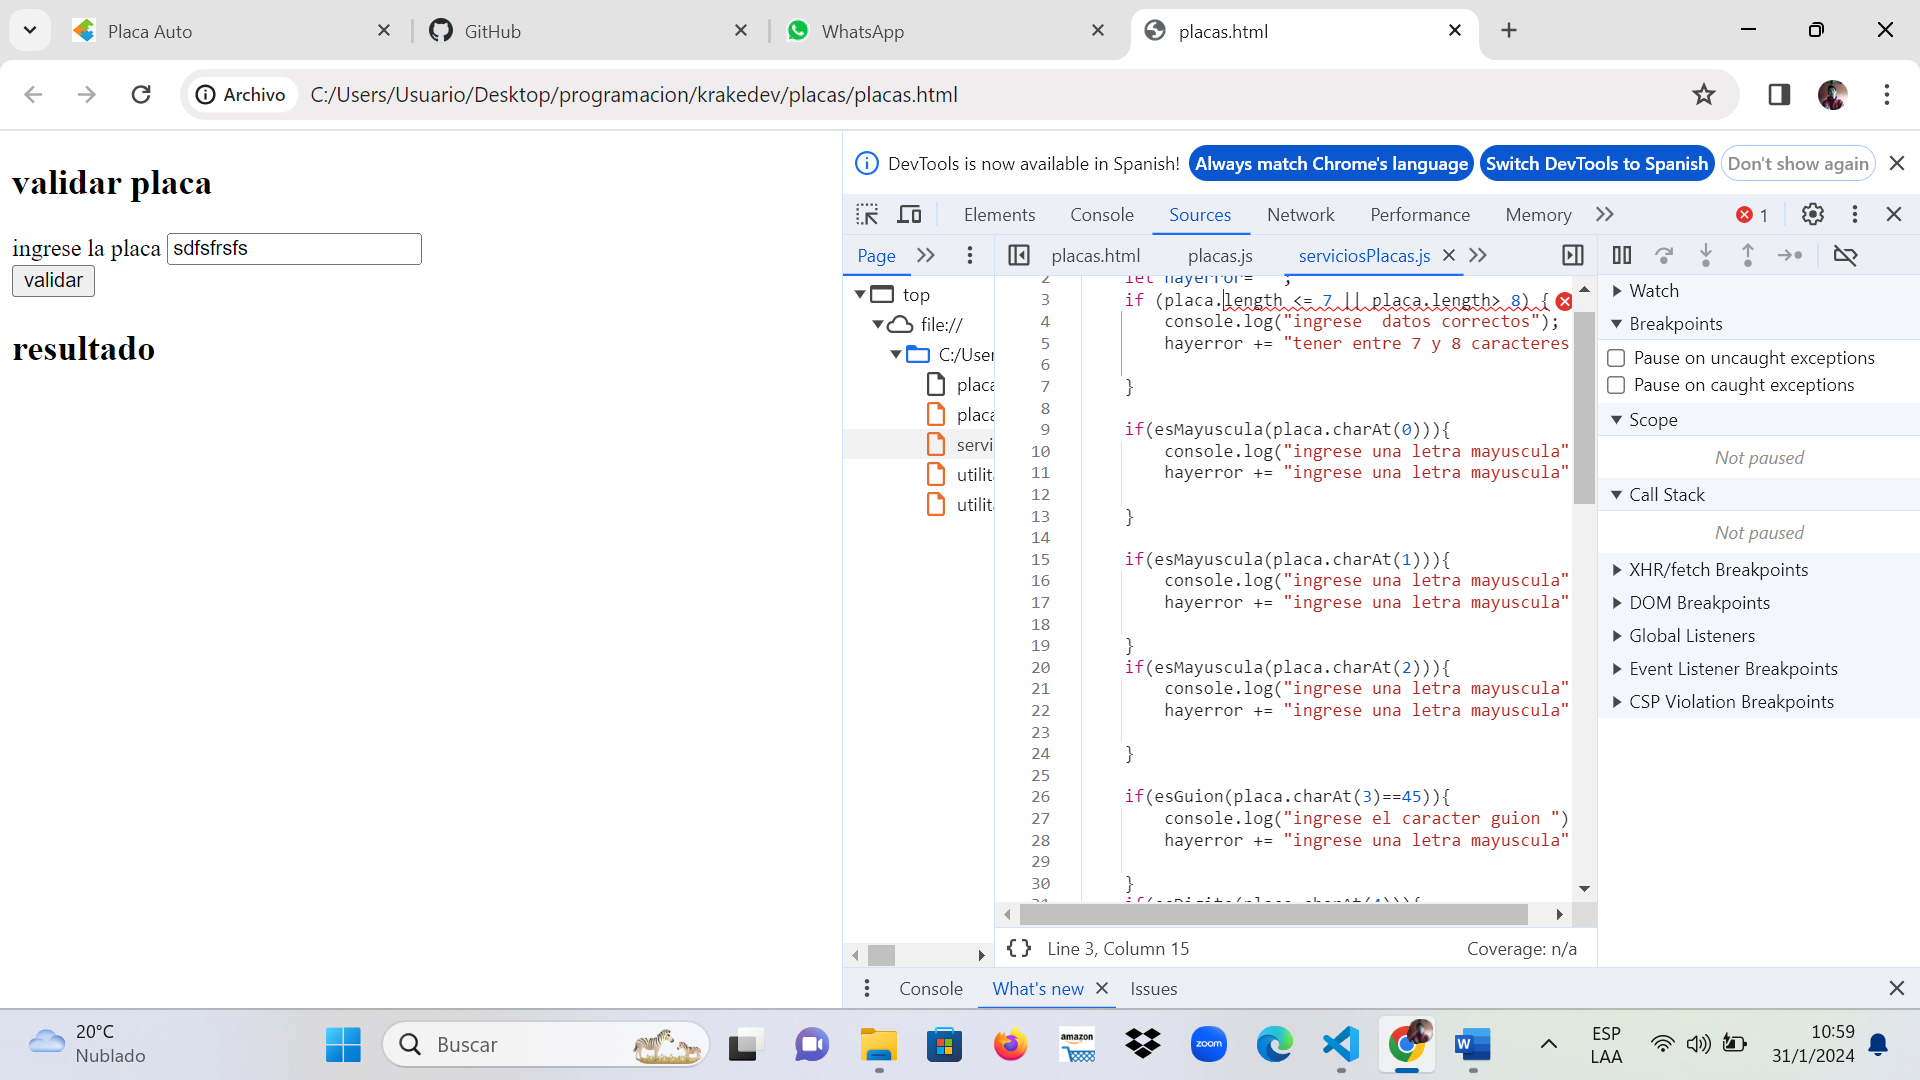 Placa Auto
GitHub
WhatsApp
placas.html
Archivo
C:/Users/Usuario/Desktop/programacion/krakedev/placas/placas.html
validar placa
ingrese la placa sdfsfrsfs
validar
resultado
DevTools is now available in Spanish! Always match Chrome's language Switch DevTools to Spanish Don't show again
Elements Console Sources Network Performance Memory 1
Page
placas.html placas.js serviciosPlacas.js
top
file://
C:/User
placa
placa
servi
utilita
utilita
2 let hayerror= ;
3 if (placa.length <= 7 || placa.length> 8) {
4 console.log("ingrese  datos correctos");
5 hayerror += "tener entre 7 y 8 caracteres
6
7 }
8
9 if(esMayuscula(placa.charAt(0))){
10 console.log("ingrese una letra mayuscula"
11 hayerror += "ingrese una letra mayuscula"
12
13 }
14
15 if(esMayuscula(placa.charAt(1))){
16 console.log("ingrese una letra mayuscula"
17 hayerror += "ingrese una letra mayuscula"
18
19 }
20 if(esMayuscula(placa.charAt(2))){
21 console.log("ingrese una letra mayuscula"
22 hayerror += "ingrese una letra mayuscula"
23
24 }
25
26 if(esGuion(placa.charAt(3)==45)){
27 console.log("ingrese el caracter guion ")
28 hayerror += "ingrese una letra mayuscula"
29
30 }
{} Line 3, Column 15
Coverage: n/a
Watch
Breakpoints
Pause on uncaught exceptions
Pause on caught exceptions
Scope
Not paused
Call Stack
Not paused
XHR/fetch Breakpoints
DOM Breakpoints
Global Listeners
Event Listener Breakpoints
CSP Violation Breakpoints
Console What's new Issues
20°C
Nublado
Buscar
amazon
zoom
W
ESP
LAA
10:59
31/1/2024